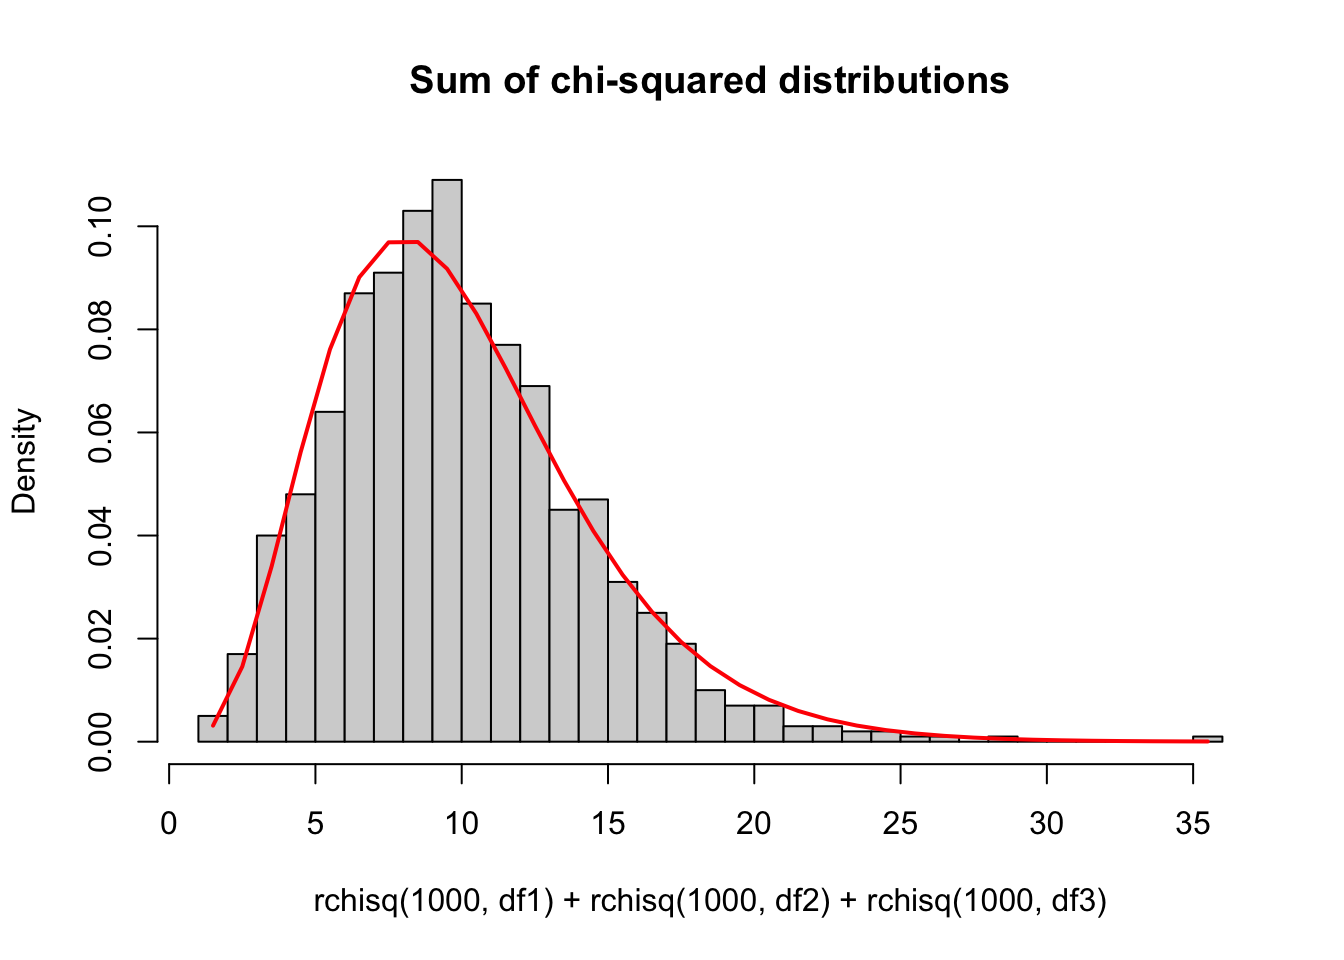 Sum of chi-squared distributions
Density
0.10
0.08
0.06
0.04
0.02
0.00
0 5 10 15 20 25 30 35
rchisq(1000, df1) + rchisq(1000, df2) + rchisq(1000, df3)